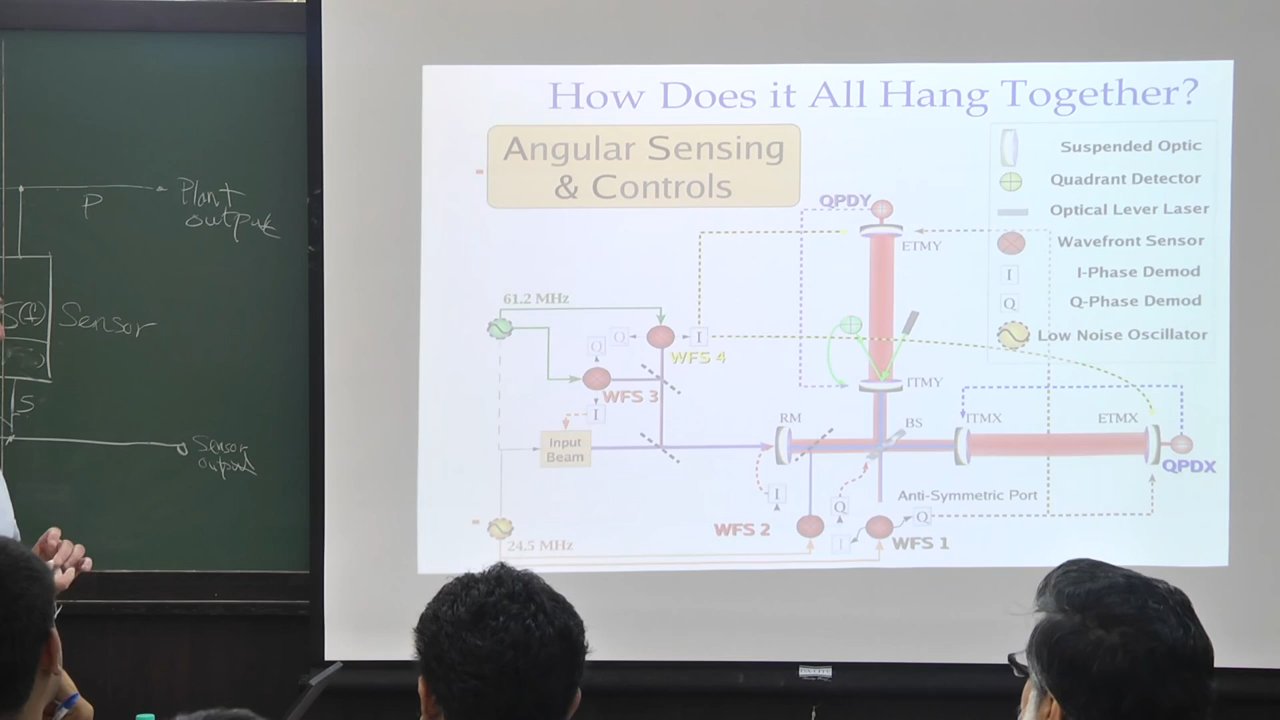 P
Plant
output
S(f)
Sensor
S
Sensor
How Does it All Hang Together?
Angular Sensing
& Controls
Suspended Optic
Quadrant Detector
Optical Lever Laser
Wavefront Sensor
I
I-Phase Demod
Q
Q-Phase Demod
Low Noise Oscillator
QPDY
ETMY
61.2 MHz
Q
Q
I
WFS 4
WFS 3
I
ITMY
Input
Beam
RM
BS
ITMX
ETMX
QPDX
I
Q
Anti-Symmetric Port
WFS 2
I
Q
WFS 1
24.5 MHz